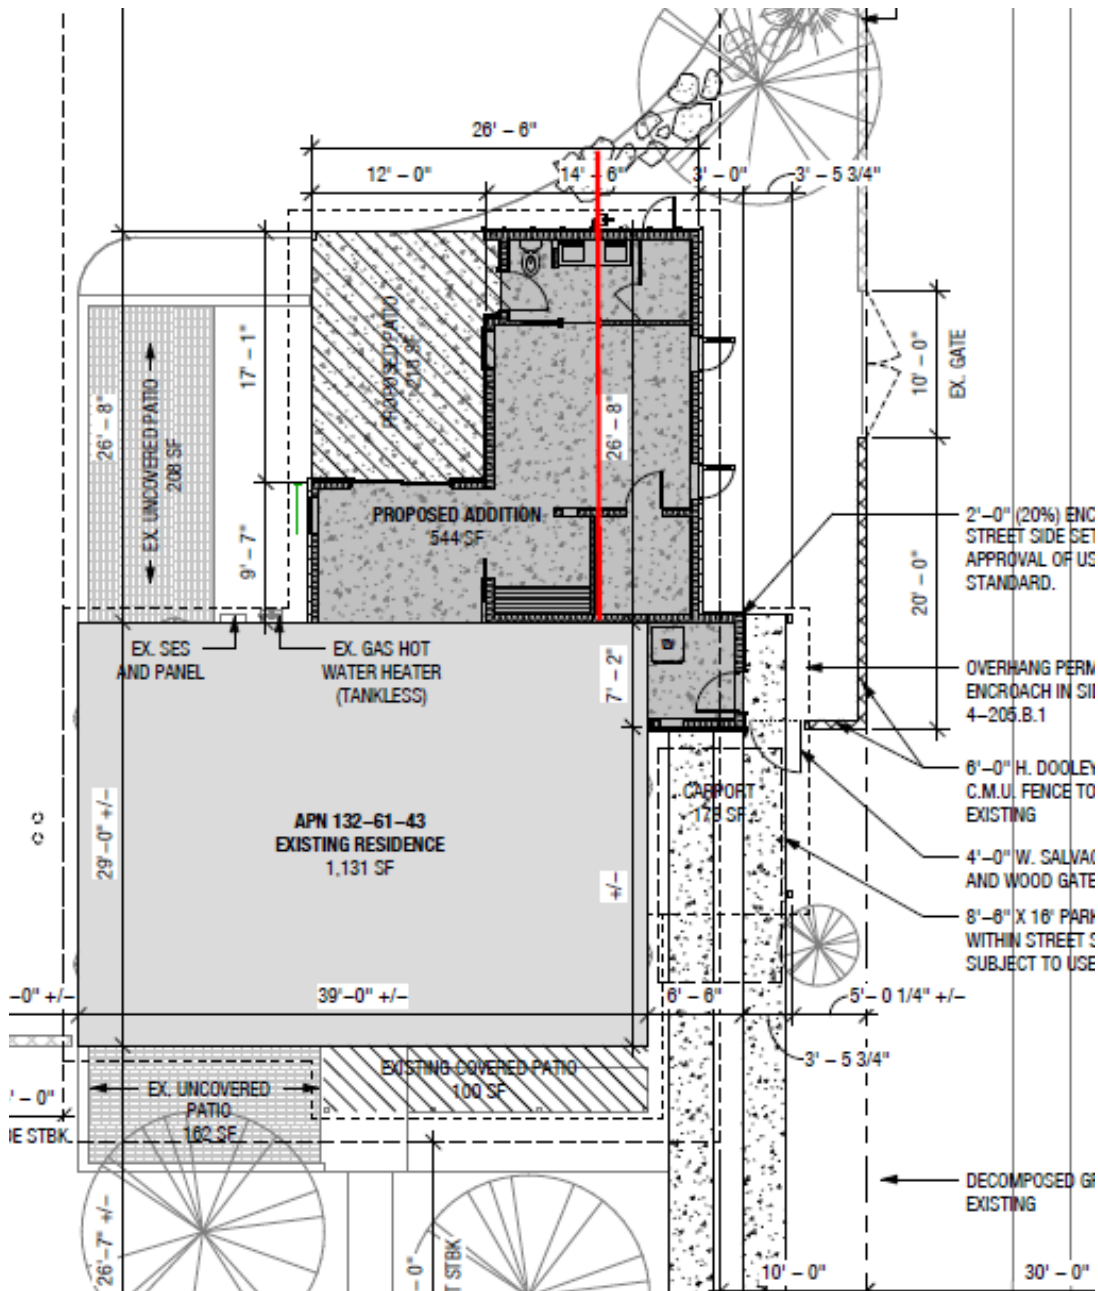 26' – 6"
12' – 0"
14' – 6"
3' – 0"
3' – 5 3/4"
17' – 1"
PROPOSED PATIO
26' – 8"
EX. UNCOVERED PATIO
208 SF
26' – 8"
10' – 0"
EX. GATE
PROPOSED ADDITION
544 SF
9' – 7"
2'–0" (20%) ENC
STREET SIDE SET
APPROVAL OF US
STANDARD.
20' – 0"
EX. SES
AND PANEL
EX. GAS HOT
WATER HEATER
(TANKLESS)
7' – 2"
OVERHANG PERM
ENCROACH IN SI
4–205.B.1
6'–0" H. DOOLEY
C.M.U. FENCE TO
EXISTING
CARPORT
APN 132–61–43
EXISTING RESIDENCE
1,131 SF
29'–0" +/–
+/–
4'–0" W. SALVA
AND WOOD GATE
8'–6" X 16' PARK
WITHIN STREET S
SUBJECT TO USE
–0" +/–
39'–0" +/–
6' – 6"
5'– 0 1/4" +/–
3' – 5 3/4"
EXISTING COVERED PATIO
100 SF
EX. UNCOVERED
PATIO
162 SF
' – 0"
DE STBK
DECOMPOSED GR
EXISTING
26'–7" +/–
– 0"
T STBK
10' – 0"
30' – 0"